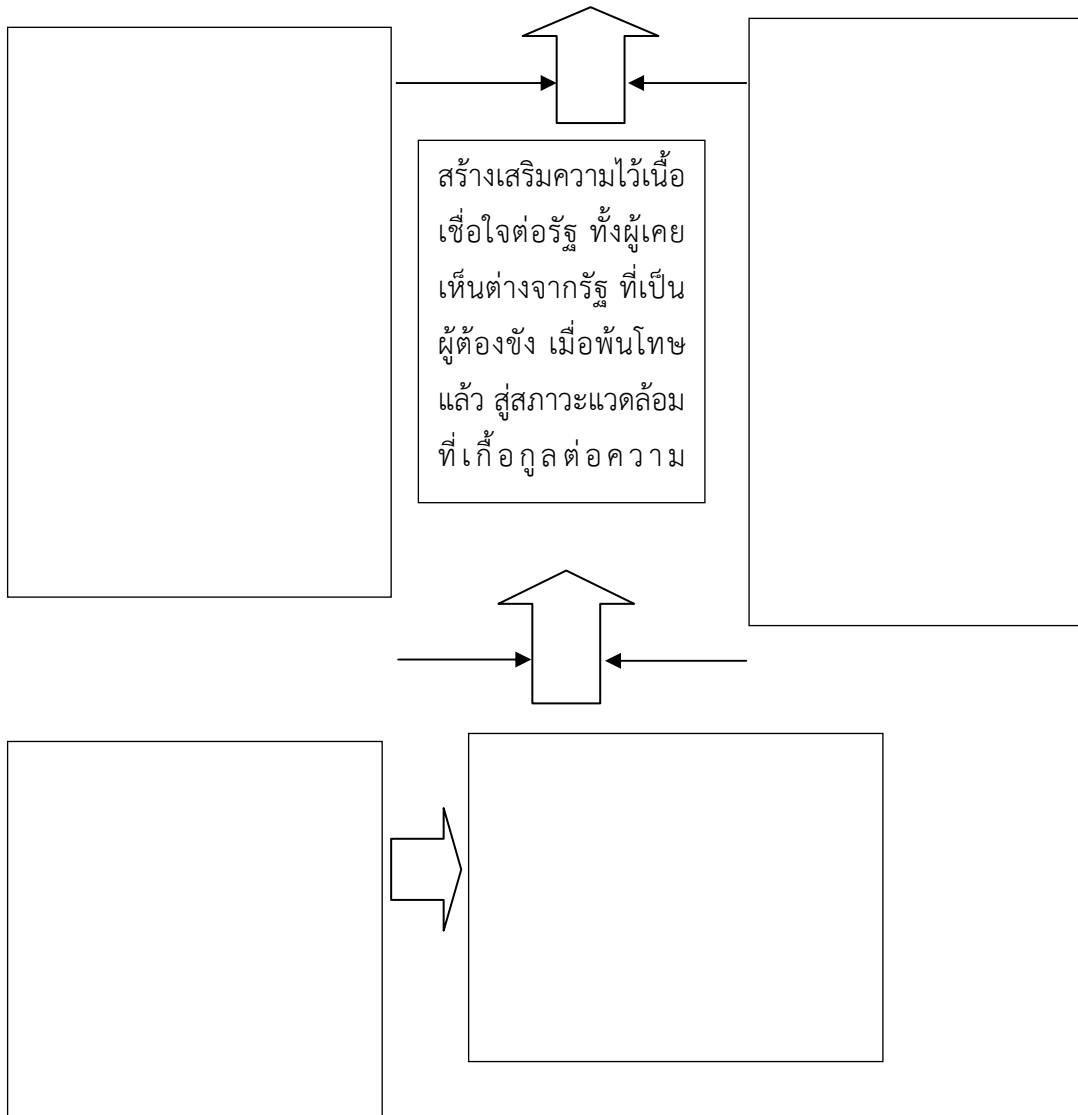 สร้างเสริมความไว้เนื้อ
เชื่อใจต่อรัฐ ทั้งผู้เคย
เห็นต่างจากรัฐ ที่เป็น
ผู้ต้องขัง เมื่อพ้นโทษ
แล้ว สู่สภาวะแวดล้อม
ที่เกื้อกูลต่อความ